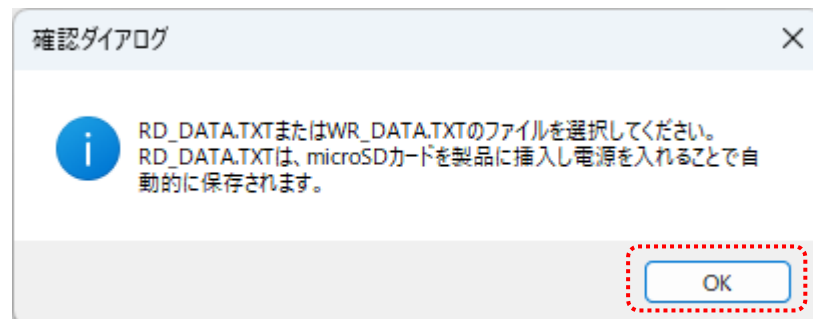 確認ダイアログ
RD_DATA.TXTまたはWR_DATA.TXTのファイルを選択してください。
RD_DATA.TXTは、microSDカードを製品に挿入し電源を入れることで自
動的に保存されます。
OK